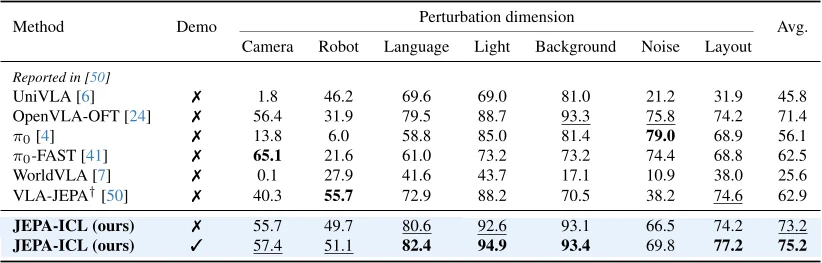 Method Demo Perturbation dimension Avg.
Camera Robot Language Light Background Noise Layout
Reported in [50]
UniVLA [6] ✗ 1.8 46.2 69.6 69.0 81.0 21.2 31.9 45.8
OpenVLA-OFT [24] ✗ 56.4 31.9 79.5 88.7 93.3 75.8 74.2 71.4
π0 [4] ✗ 13.8 6.0 58.8 85.0 81.4 79.0 68.9 56.1
π0-FAST [41] ✗ 65.1 21.6 61.0 73.2 73.2 74.4 68.8 62.5
WorldVLA [7] ✗ 0.1 27.9 41.6 43.7 17.1 10.9 38.0 25.6
VLA-JEPA† [50] ✗ 40.3 55.7 72.9 88.2 70.5 38.2 74.6 62.9
JEPA-ICL (ours) ✗ 55.7 49.7 80.6 92.6 93.1 66.5 74.2 73.2
JEPA-ICL (ours) ✓ 57.4 51.1 82.4 94.9 93.4 69.8 77.2 75.2